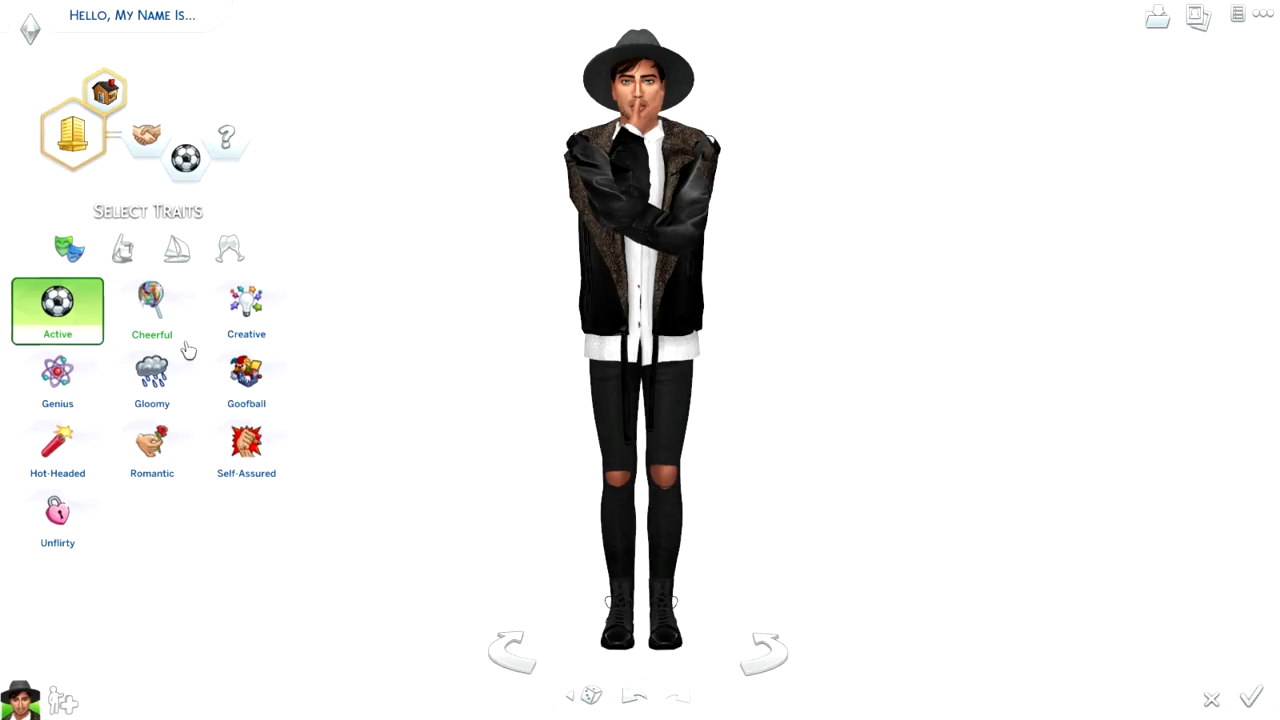 Hello, My Name Is...
Select Traits
Active
Cheerful
Creative
Genius
Gloomy
Goofball
Hot-Headed
Romantic
Self-Assured
Unflirty